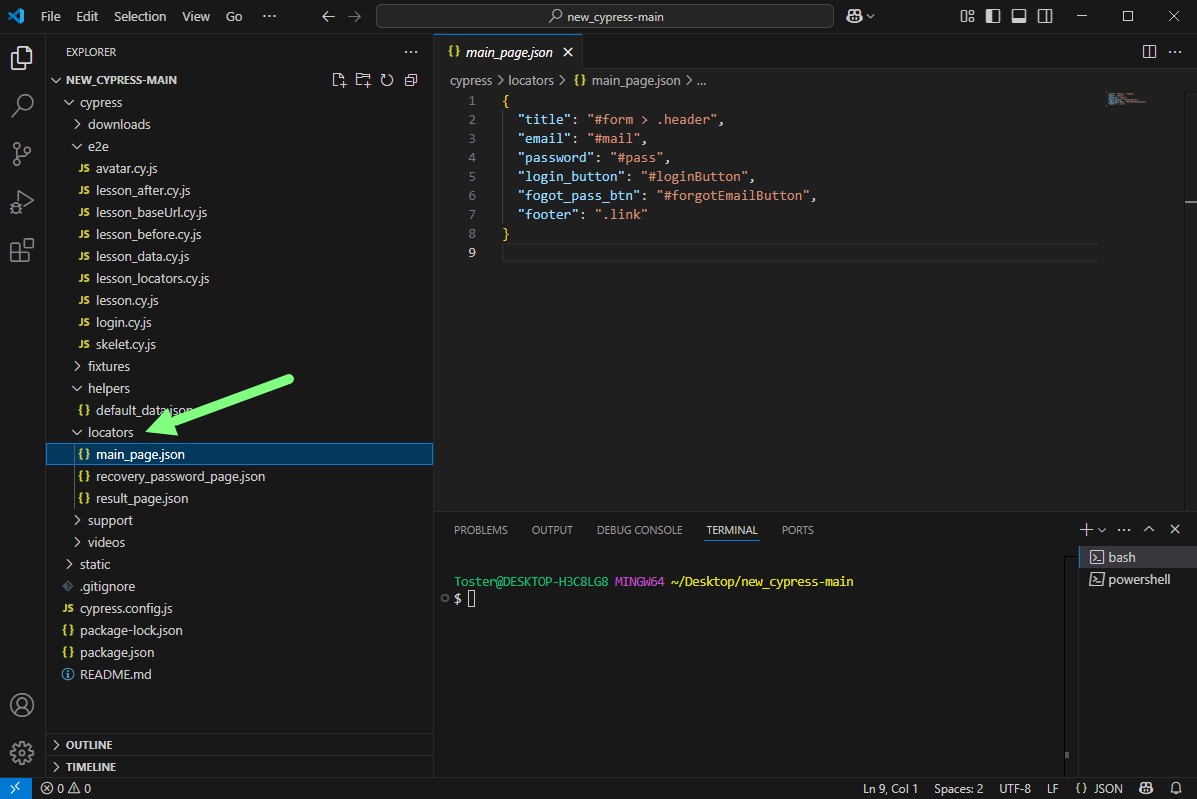 File Edit Selection View Go ··· new_cypress-main
EXPLORER
NEW_CYPRESS-MAIN
cypress
downloads
e2e
JS avatar.cy.js
JS lesson_after.cy.js
JS lesson_baseUrl.cy.js
JS lesson_before.cy.js
JS lesson_data.cy.js
JS lesson_locators.cy.js
JS lesson.cy.js
JS login.cy.js
JS skelet.cy.js
fixtures
helpers
{} default_data.json
locators
{} main_page.json
{} recovery_password_page.json
{} result_page.json
support
videos
static
.gitignore
JS cypress.config.js
{} package-lock.json
{} package.json
README.md
OUTLINE
TIMELINE
{} main_page.json
cypress > locators > {} main_page.json > ...
1 {
2 "title": "#form > .header",
3 "email": "#mail",
4 "password": "#pass",
5 "login_button": "#loginButton",
6 "fogot_pass_btn": "#forgotEmailButton",
7 "footer": ".link"
8 }
9
PROBLEMS OUTPUT DEBUG CONSOLE TERMINAL PORTS
Toster@DESKTOP-H3C8LG8 MINGW64 ~/Desktop/new_cypress-main
$
bash
powershell
0 0 Ln 9, Col 1 Spaces: 2 UTF-8 LF {} JSON